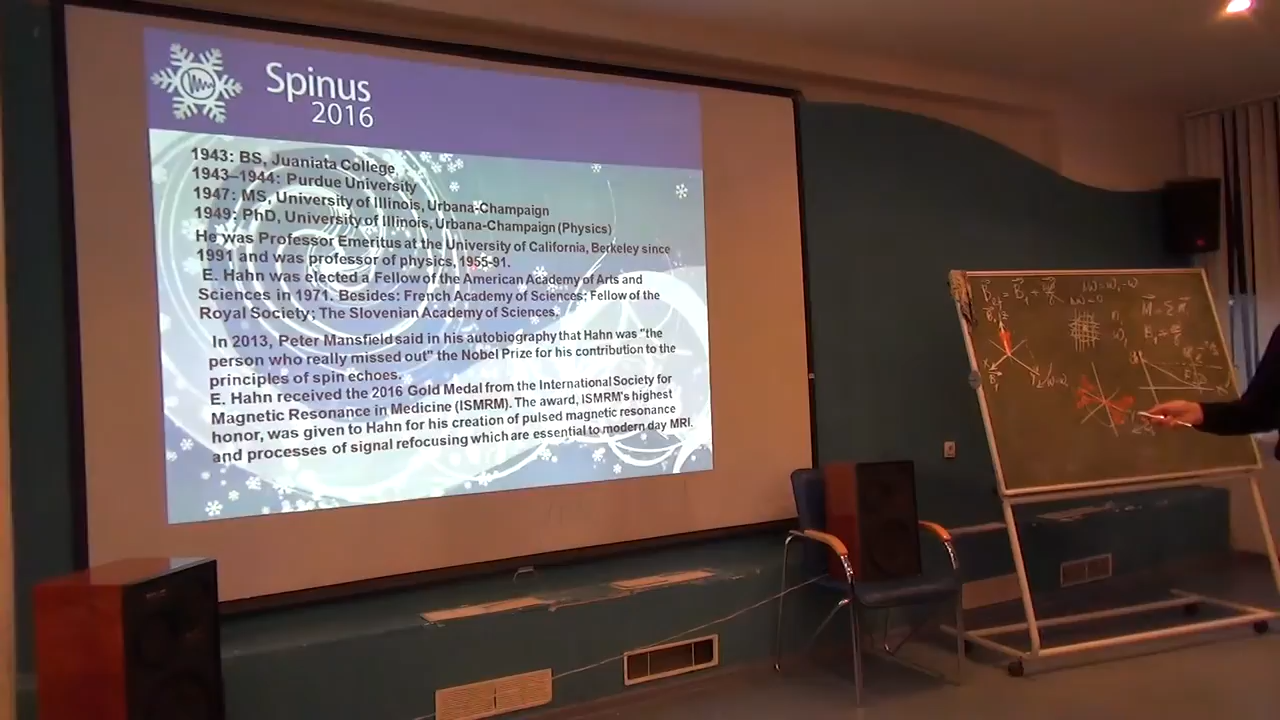 Spinus
2016
1943: BS, Juaniata College
1943–1944: Purdue University
1947: MS, University of Illinois, Urbana-Champaign
1949: PhD, University of Illinois, Urbana-Champaign (Physics)
He was Professor Emeritus at the University of California, Berkeley since
1991 and was professor of physics, 1955-91.
E. Hahn was elected a Fellow of the American Academy of Arts and
Sciences in 1971. Besides: French Academy of Sciences; Fellow of the
Royal Society; The Slovenian Academy of Sciences.
In 2013, Peter Mansfield said in his autobiography that Hahn was "the
person who really missed out" the Nobel Prize for his contribution to the
principles of spin echoes.
E. Hahn received the 2016 Gold Medal from the International Society for
Magnetic Resonance in Medicine (ISMRM). The award, ISMRM's highest
honor, was given to Hahn for his creation of pulsed magnetic resonance
and processes of signal refocusing which are essential to modern day MRI.